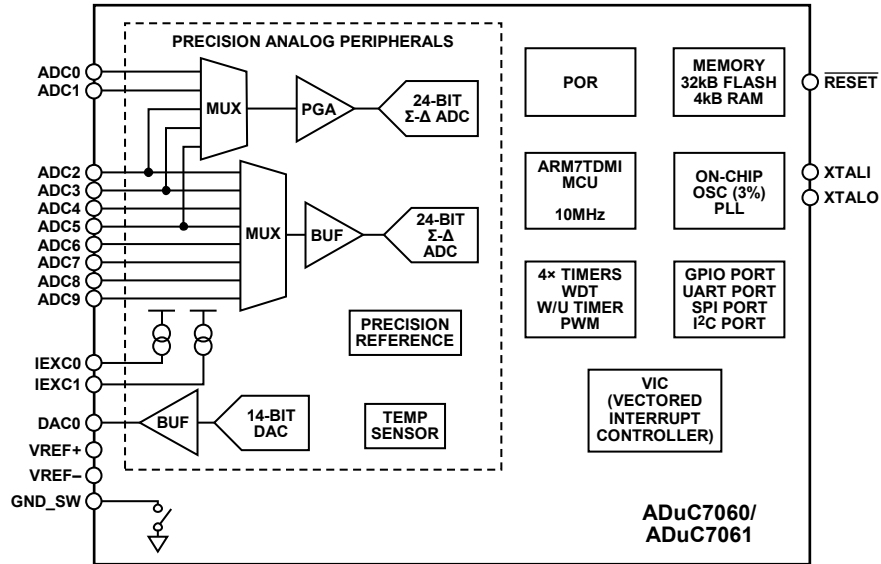 PRECISION ANALOG PERIPHERALS
ADC0
ADC1
MUX
PGA
24-BIT
Σ-Δ ADC
POR
MEMORY
32kB FLASH
4kB RAM
RESET
ADC2
ADC3
ADC4
ADC5
ADC6
ADC7
ADC8
ADC9
MUX
BUF
24-BIT
Σ-Δ
ADC
ARM7TDMI
MCU
10MHz
ON-CHIP
OSC (3%)
PLL
XTALI
XTALO
4× TIMERS
WDT
W/U TIMER
PWM
GPIO PORT
UART PORT
SPI PORT
I²C PORT
PRECISION
REFERENCE
IEXC0
IEXC1
DAC0
BUF
14-BIT
DAC
TEMP
SENSOR
VIC
(VECTORED
INTERRUPT
CONTROLLER)
VREF+
VREF–
GND_SW
ADuC7060/
ADuC7061